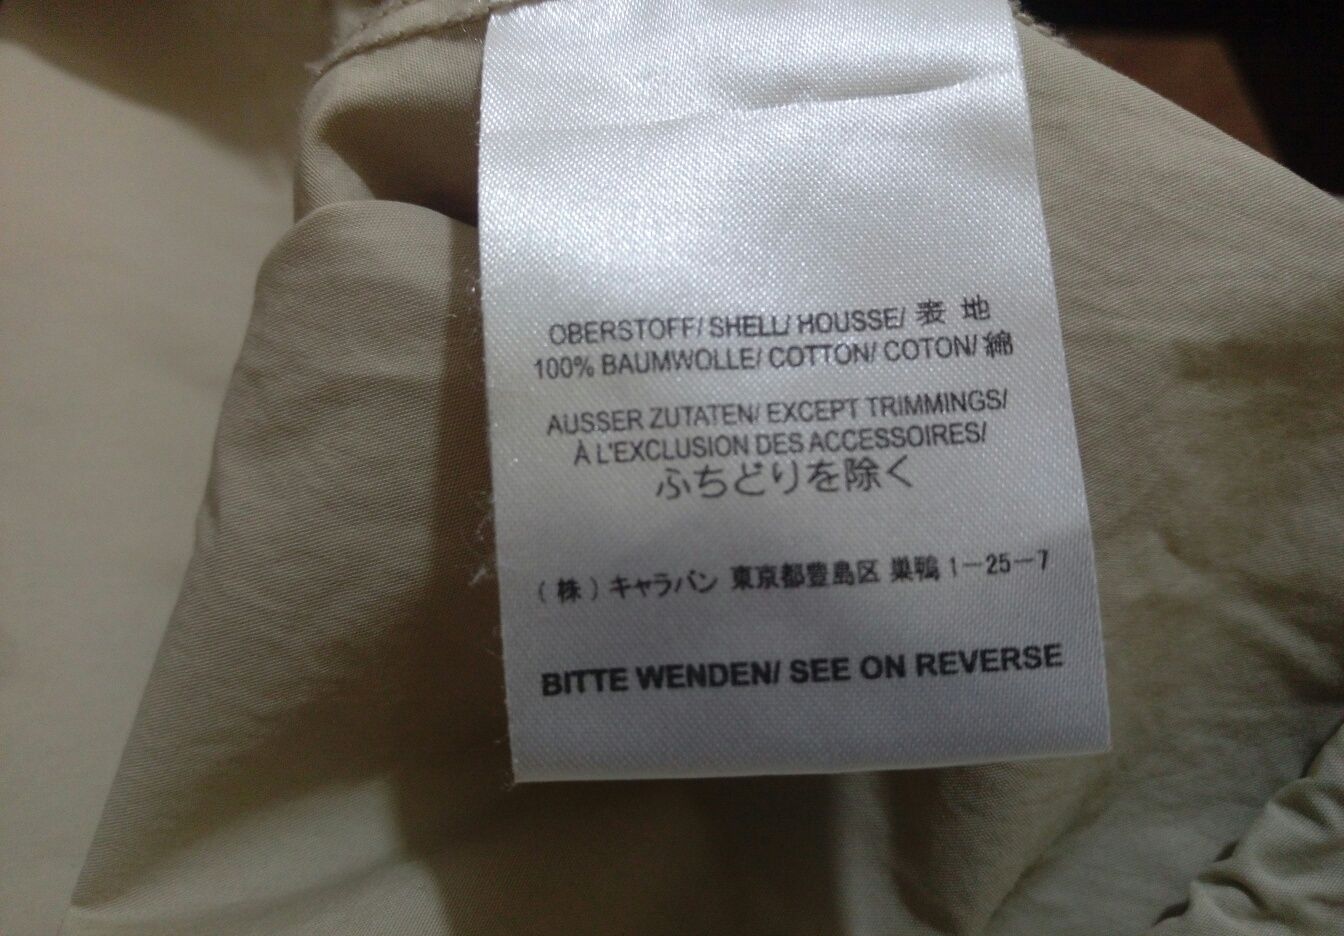 OBERSTOFF/ SHELL/ HOUSSE/ 表 地
100% BAUMWOLLE/ COTTON/ COTON/ 綿
AUSSER ZUTATEN/ EXCEPT TRIMMINGS/
À L'EXCLUSION DES ACCESSOIRES/
ふちどりを除く
(株)キャラバン 東京都豊島区 巣鴨 1-25-7
BITTE WENDEN/ SEE ON REVERSE